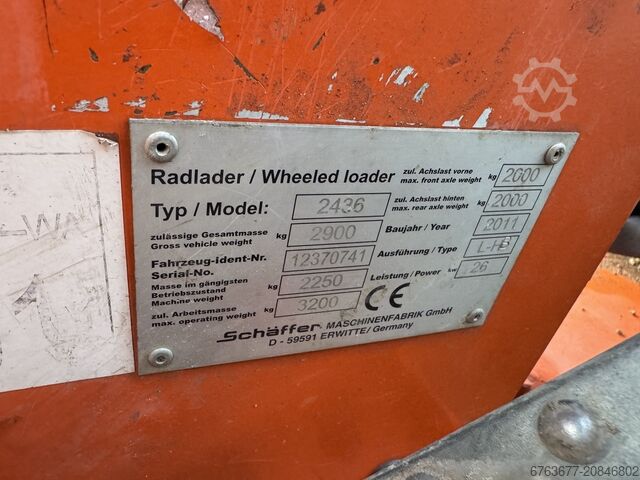 Radlader / Wheeled loader
zul. Achslast vorne
max. front axle weight kg 2600
Typ / Model: 2436
zul. Achslast hinten
max. rear axle weight kg 2000
zulässige Gesamtmasse
Gross vehicle weight kg 2900
Baujahr / Year 2011
Fahrzeug-ident-Nr.
Serial-No. 12370741
Ausführung / Type L-HB
Masse im gängigsten
Betriebszustand
Machine weight kg 2250
Leistung / Power kw 26
zul. Arbeitsmasse
max. operating weight kg 3200
CE
Schäffer MASCHINENFABRIK GmbH
D - 59591 ERWITTE / Germany
6763677-20846802